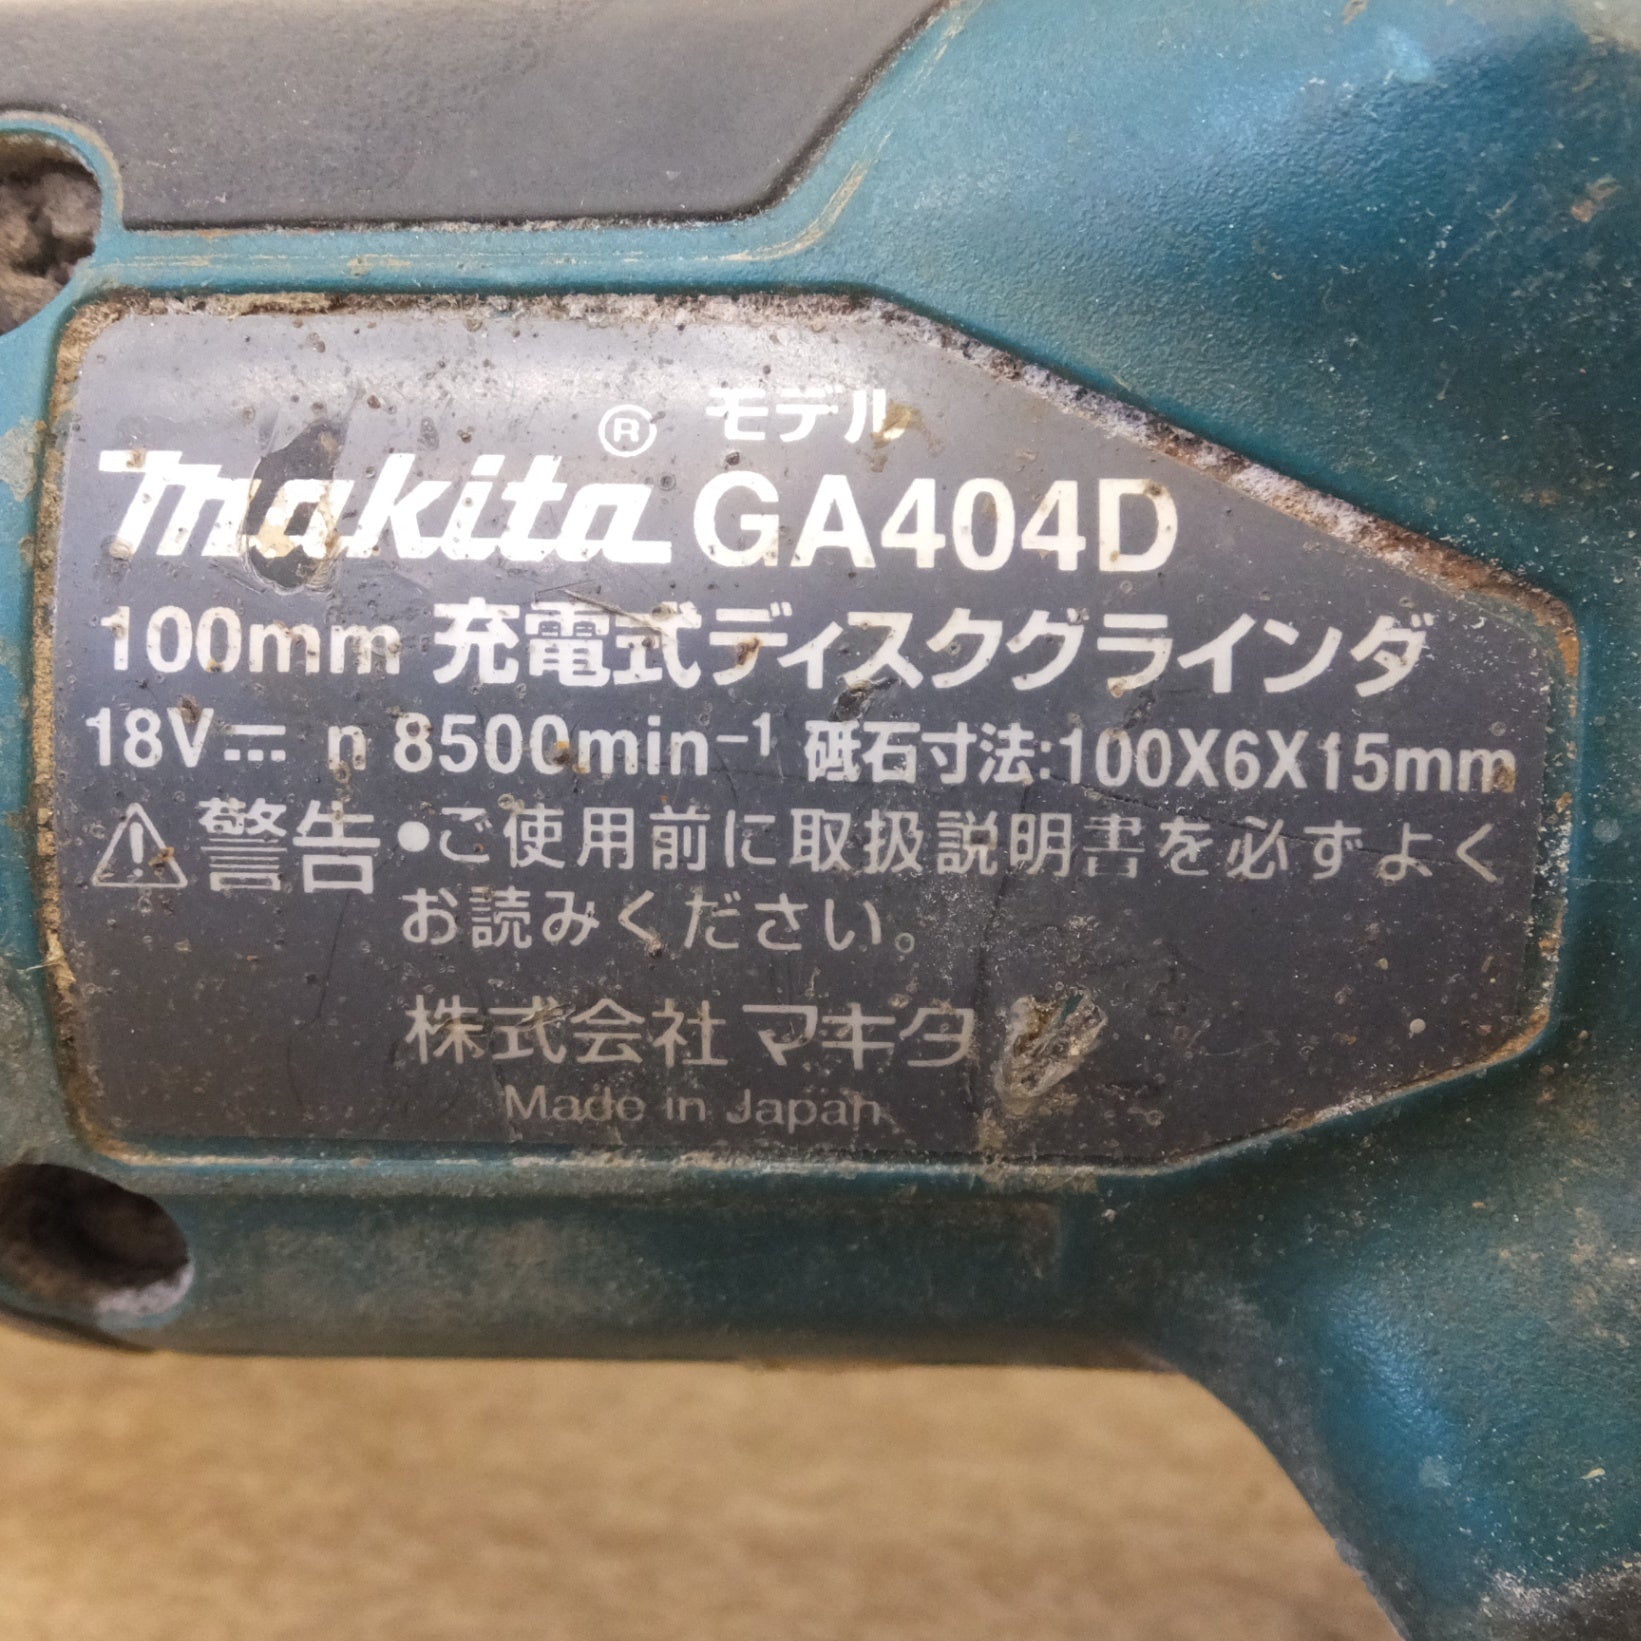 makita® モデル GA404D
100mm 充電式ディスクグラインダ
18V⎓ n 8500min⁻¹ 砥石寸法:100X6X15mm
⚠警告 ●ご使用前に取扱説明書を必ずよく
お読みください。
株式会社マキタ
Made in Japan